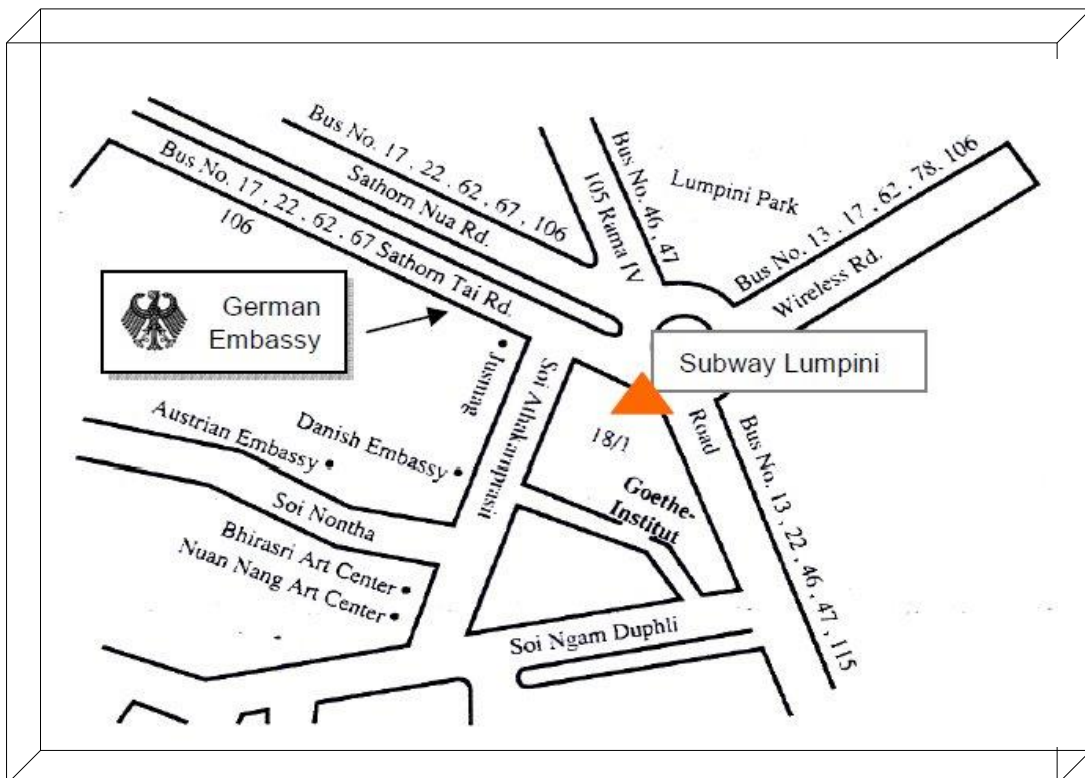 Bus No. 17 , 22 . 62 , 67 , 106
Sathorn Nua Rd.
Bus No. 17 , 22 , 62 , 67 Sathorn Tai Rd.
106
105 Rama IV
Bus No. 46 , 47
Lumpini Park
Bus No. 13 , 17 , 62 , 78. 106
Wireless Rd.
German
Embassy
Subway Lumpini
Jusmag
Soi Athakarnprasit
Road
Bus No. 13 , 22 , 46 , 47 , 115
Austrian Embassy
Danish Embassy
18/1
Goethe-
Institut
Soi Nontha
Bhirasri Art Center
Nuan Nang Art Center
Soi Ngam Duphli